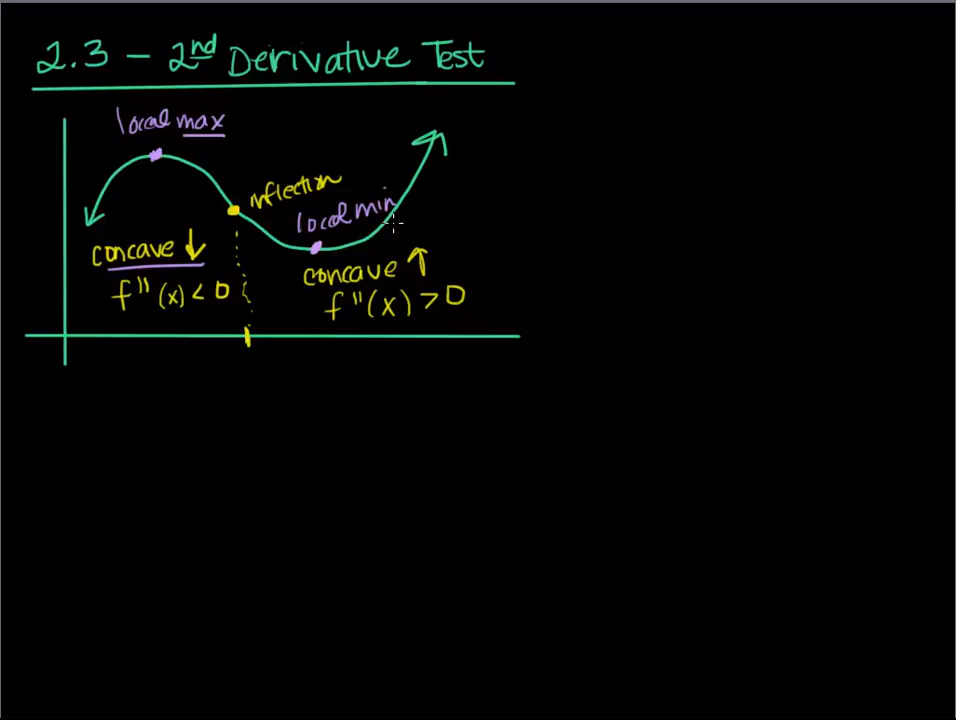 2.3 - 2nd Derivative Test
local max
inflection
local min
concave ↓
f''(x) < 0
concave ↑
f''(x) > 0